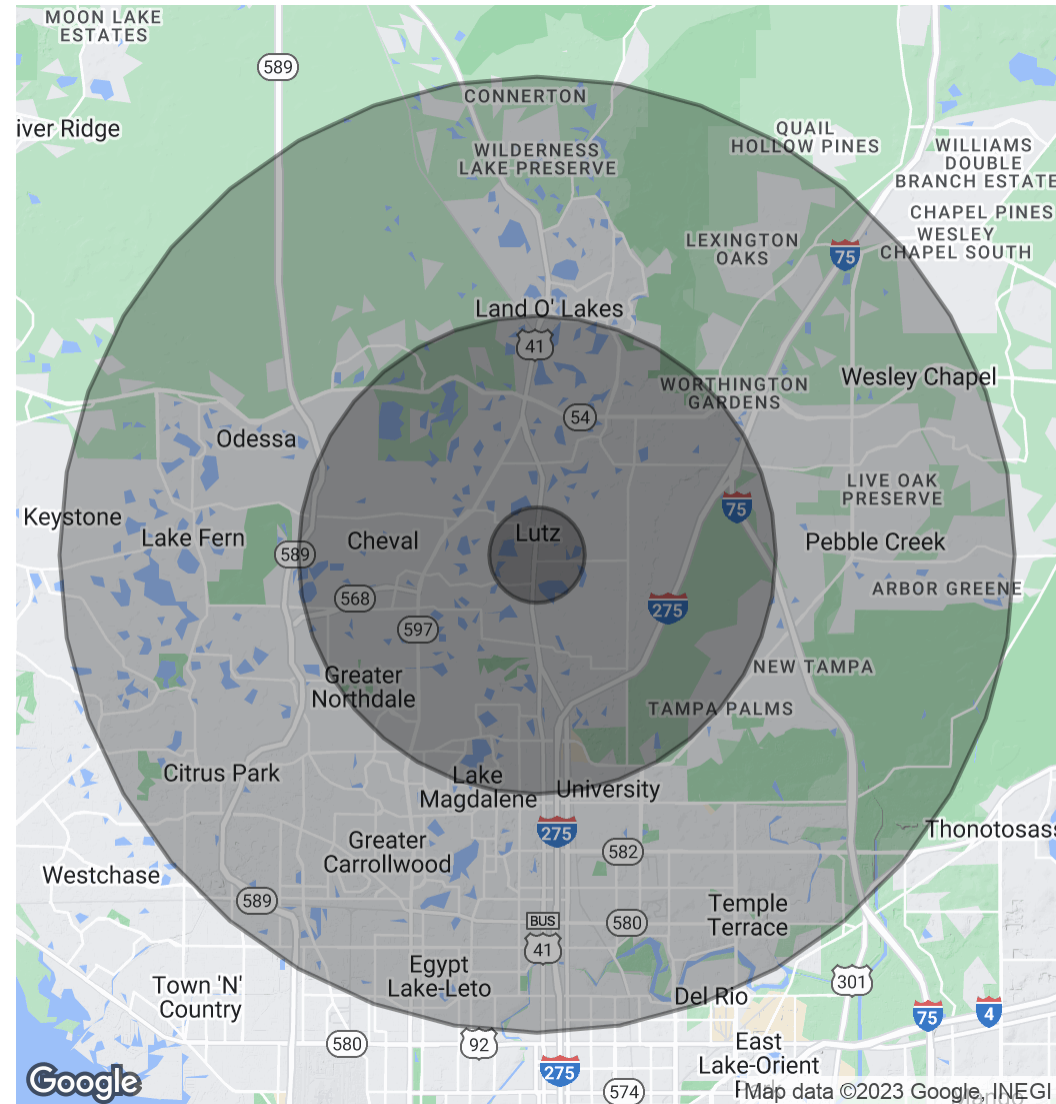 MOON LAKE
ESTATES
589
iver Ridge
CONNERTON
QUAIL
HOLLOW PINES
WILLIAMS
DOUBLE
BRANCH ESTATE
WILDERNESS
LAKE PRESERVE
CHAPEL PINES
WESLEY
CHAPEL SOUTH
LEXINGTON
OAKS
75
Land O' Lakes
41
WORTHINGTON
GARDENS
Wesley Chapel
54
Odessa
LIVE OAK
PRESERVE
75
Keystone
Lake Fern
Cheval
Lutz
Pebble Creek
589
ARBOR GREENE
568
275
597
NEW TAMPA
Greater
Northdale
TAMPA PALMS
Citrus Park
Lake
Magdalene
University
275
Thonotosass
Greater
Carrollwood
582
Westchase
589
Temple
Terrace
BUS
41
580
Egypt
Lake-Leto
Town 'N'
Country
Del Rio
301
75
4
580
92
East
Lake-Orient
275
574
Google
Map data ©2023 Google, INEGI